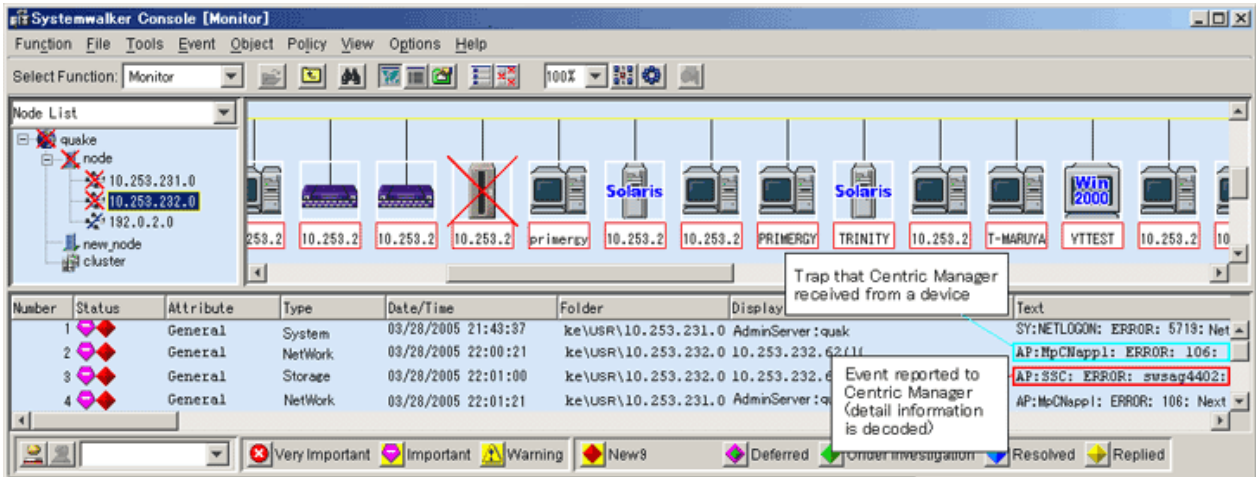 Systemwalker Console [Monitor]
Function File Tools Event Object Policy View Options Help
Select Function: Monitor 100%
Node List
quake
node
10.253.231.0
10.253.232.0
192.0.2.0
new_node
cluster
Solaris Solaris Win 2000
253.2 10.253.2 10.253.2 10.253.2 primergy 10.253.2 10.253.2 PRIMERGY TRINITY 10.253.2 T-MARUYA VTTEST 10.253.2 10
Trap that Centric Manager
received from a device
Number Status Attribute Type Date/Time Folder Display Text
1 General System 03/28/2005 21:43:37 ke\USR\10.253.231.0 AdminServer:quak SY:NETLOGON: ERROR: 5719: Net
2 General NetWork 03/28/2005 22:00:21 ke\USR\10.253.232.0 10.253.232.62 AP:MpCNappl: ERROR: 106:
3 General Storage 03/28/2005 22:01:00 ke\USR\10.253.232.0 10.253.232.6 AP:SSC: ERROR: swsag4402:
4 General NetWork 03/28/2005 22:01:21 ke\USR\10.253.231.0 AdminServer:q AP:MpCNappl: ERROR: 106: Next
Event reported to
Centric Manager
(detail information
is decoded)
Very Important Important Warning New9 Deferred Under Investigation Resolved Replied